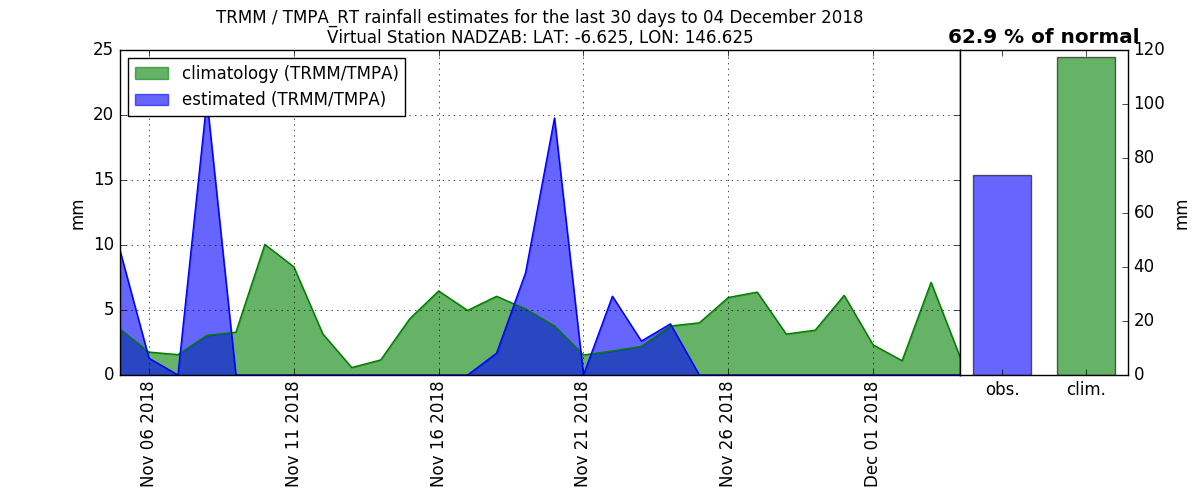 TRMM / TMPA_RT rainfall estimates for the last 30 days to 04 December 2018
Virtual Station NADZAB: LAT: -6.625, LON: 146.625
62.9 % of normal
climatology (TRMM/TMPA)
estimated (TRMM/TMPA)
25
20
15
10
5
0
mm
Nov 06 2018
Nov 11 2018
Nov 16 2018
Nov 21 2018
Nov 26 2018
Dec 01 2018
120
100
80
60
40
20
0
mm
obs.
clim.